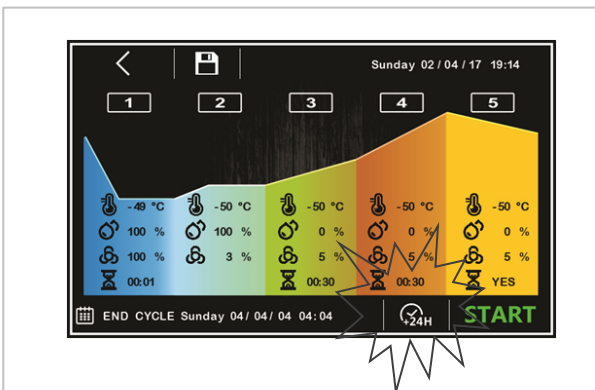 Sunday 02 / 04 / 17 19:14
1 2 3 4 5
-49 °C -50 °C -50 °C -50 °C -50 °C
100 % 100 % 0 % 0 % 0 %
100 % 3 % 5 % 5 % 5 %
00:01 00:30 00:30 YES
END CYCLE Sunday 04/ 04/ 04 04: 04 +24H START